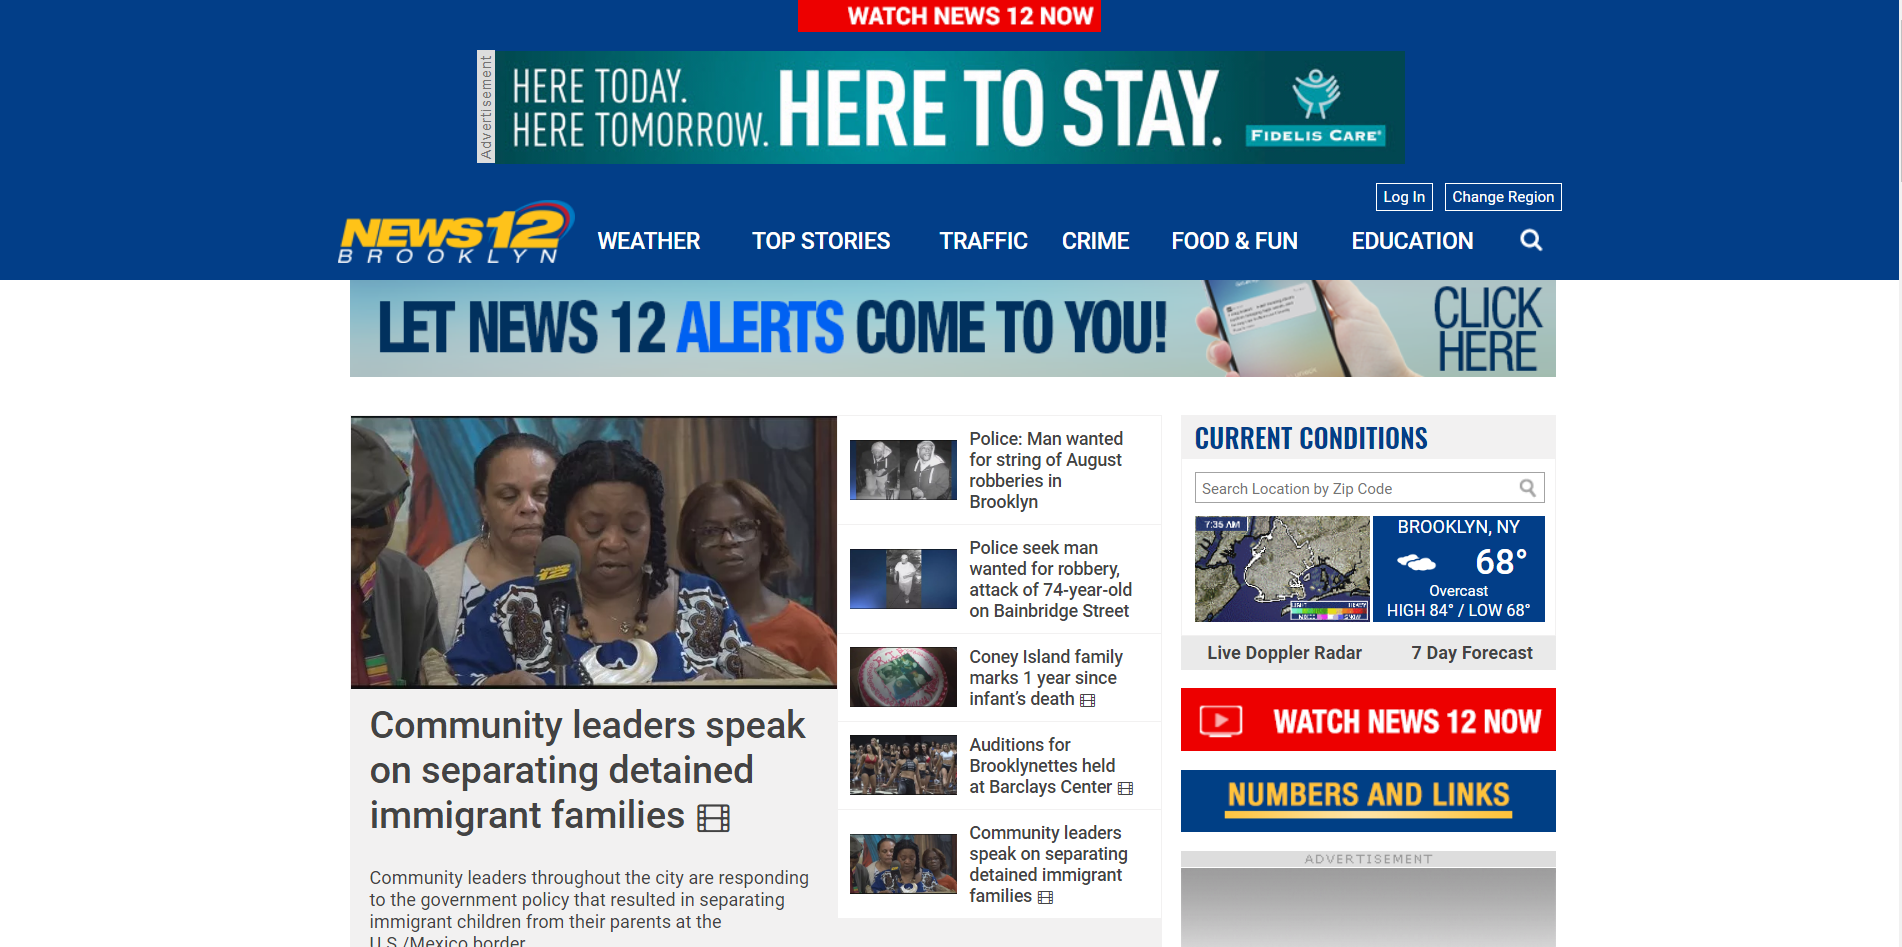 WATCH NEWS 12 NOW
Advertisement
HERE TODAY.
HERE TOMORROW.
HERE TO STAY.
FIDELIS CARE®
Log In
Change Region
NEWS 12
BROOKLYN
WEATHER
TOP STORIES
TRAFFIC
CRIME
FOOD & FUN
EDUCATION
LET NEWS 12 ALERTS COME TO YOU!
CLICK
HERE
12
Community leaders speak
on separating detained
immigrant families
Community leaders throughout the city are responding
to the government policy that resulted in separating
immigrant children from their parents at the
U.S./Mexico border
Police: Man wanted
for string of August
robberies in
Brooklyn
Police seek man
wanted for robbery,
attack of 74-year-old
on Bainbridge Street
Coney Island family
marks 1 year since
infant's death
Auditions for
Brooklynettes held
at Barclays Center
Community leaders
speak on separating
detained immigrant
families
CURRENT CONDITIONS
Search Location by Zip Code
7:35 AM
BROOKLYN, NY
68°
Overcast
HIGH 84° / LOW 68°
Live Doppler Radar
7 Day Forecast
WATCH NEWS 12 NOW
NUMBERS AND LINKS
ADVERTISEMENT